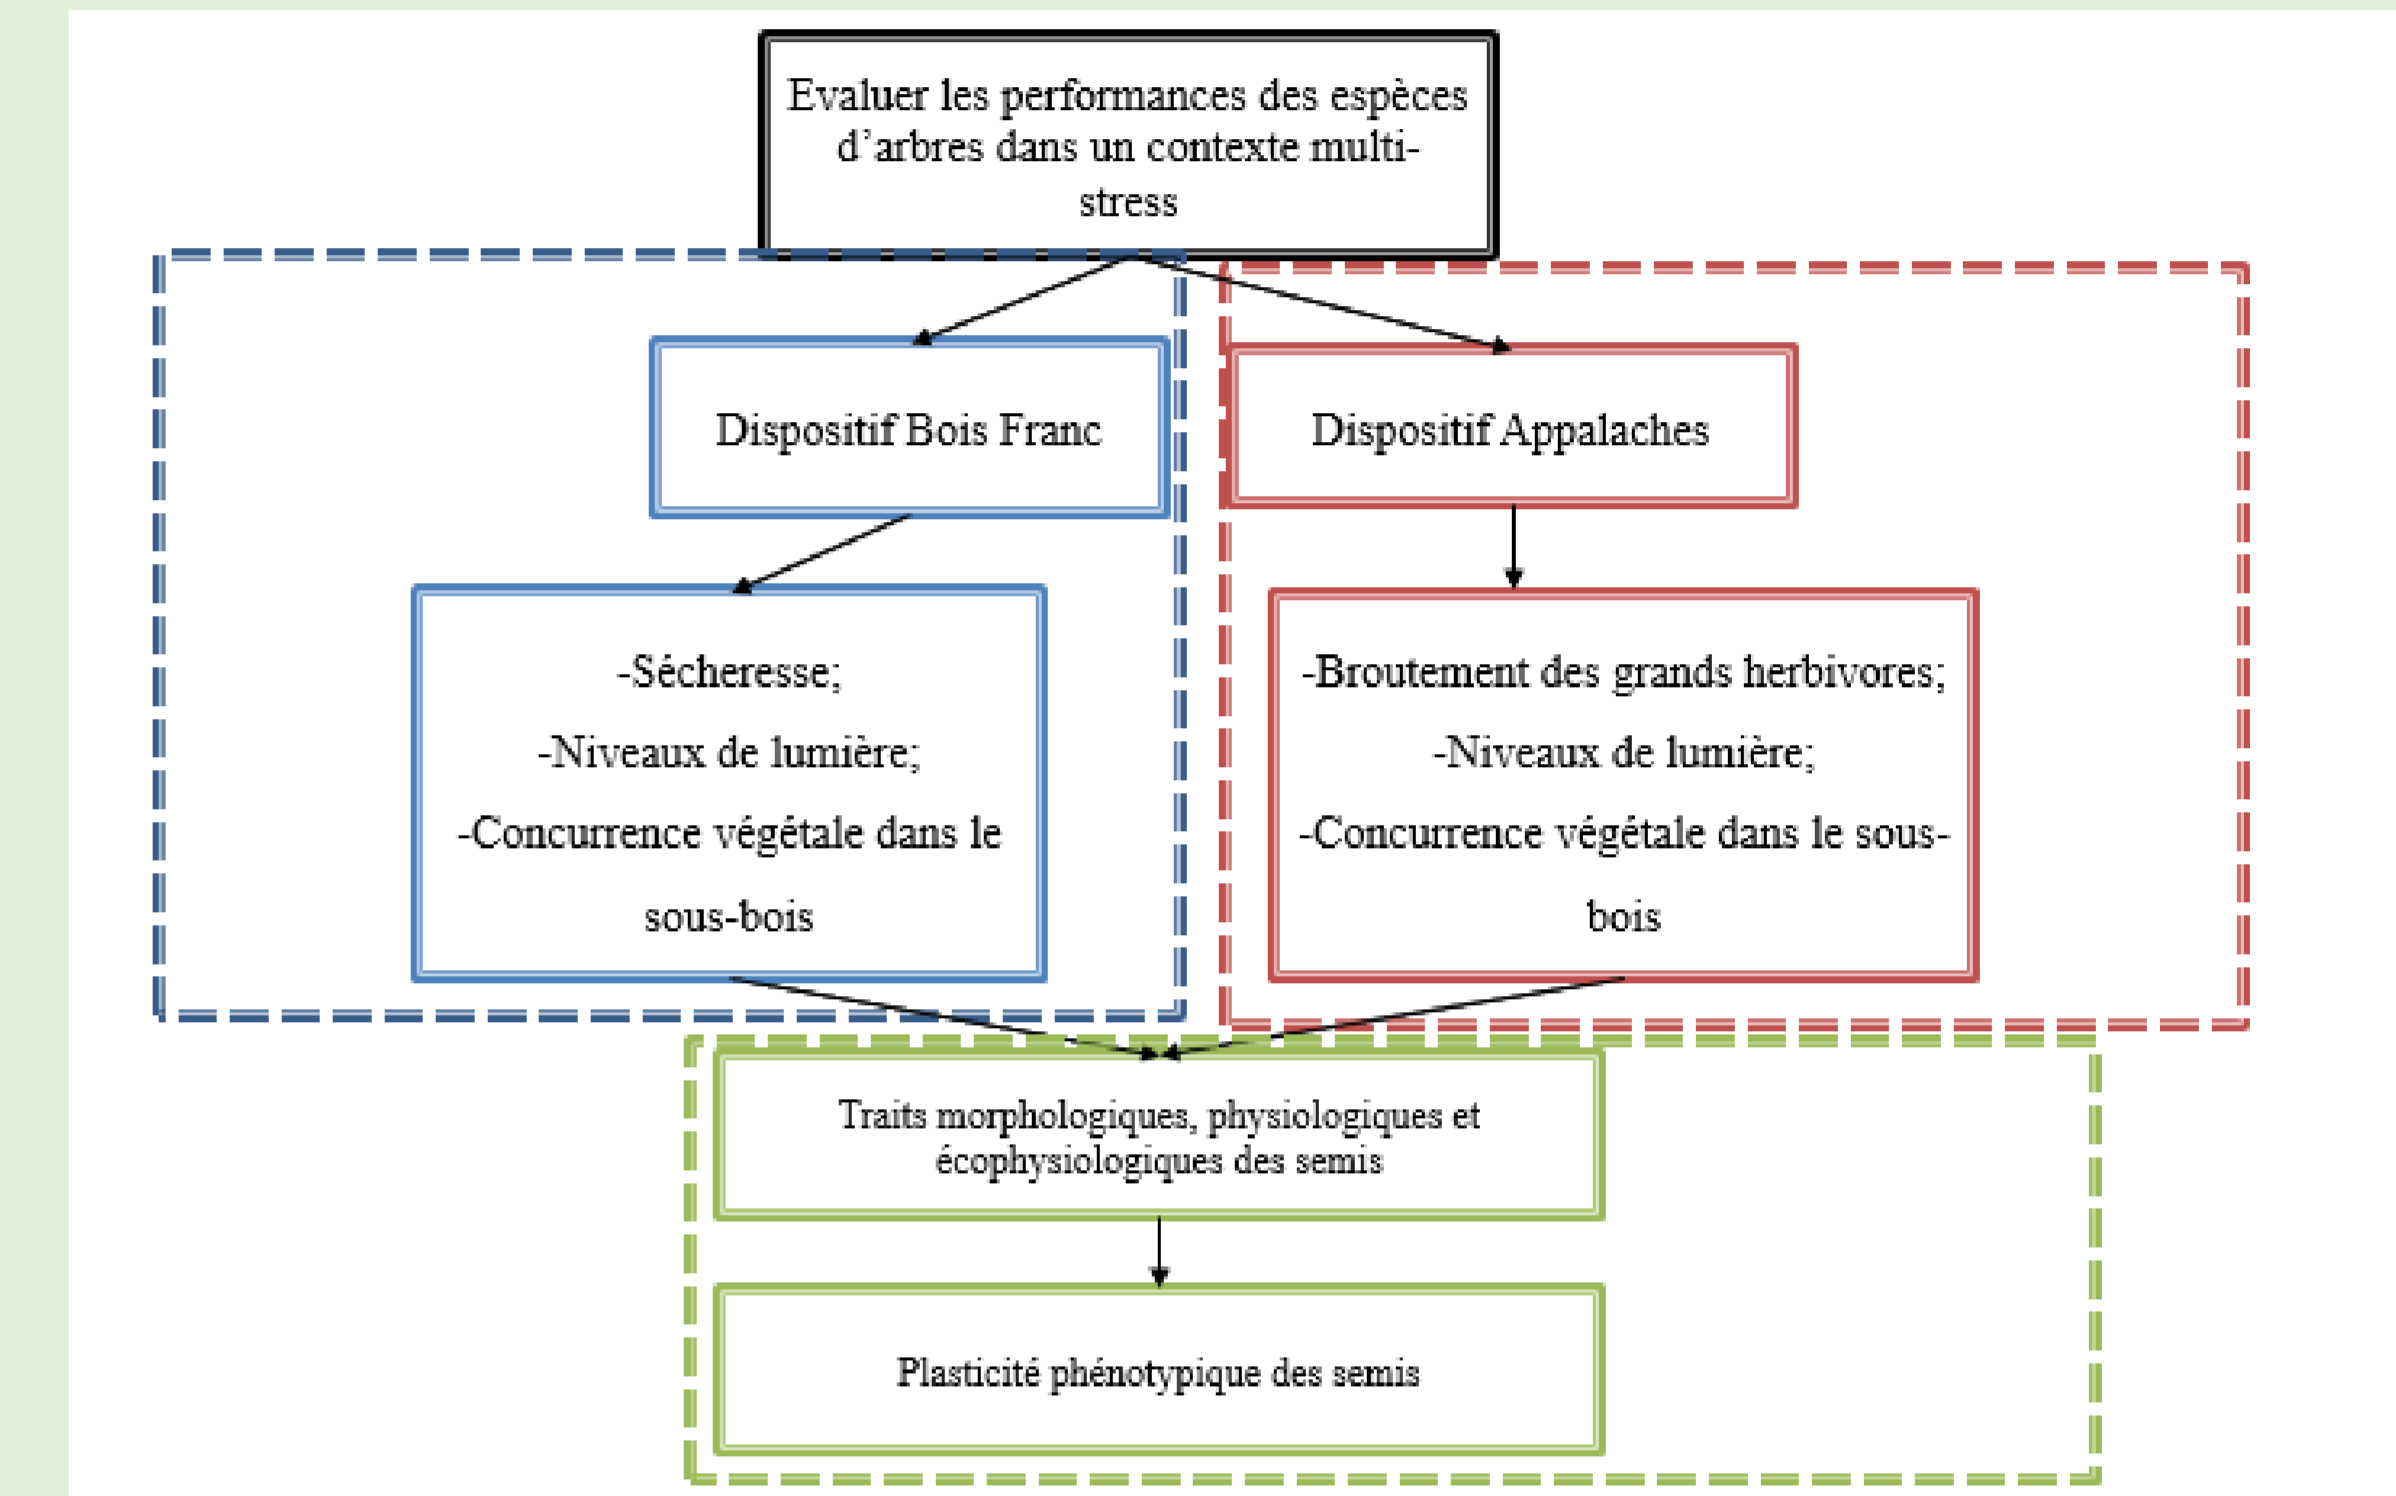 Evaluer les performances des espèces
d’arbres dans un contexte multi-
stress
Dispositif Bois Franc
Dispositif Appalaches
-Sécheresse;
-Niveaux de lumière;
-Concurrence végétale dans le
sous-bois
-Broutement des grands herbivores;
-Niveaux de lumière;
-Concurrence végétale dans le sous-
bois
Traits morphologiques, physiologiques et
écophysiologiques des semis
Plasticité phénotypique des semis